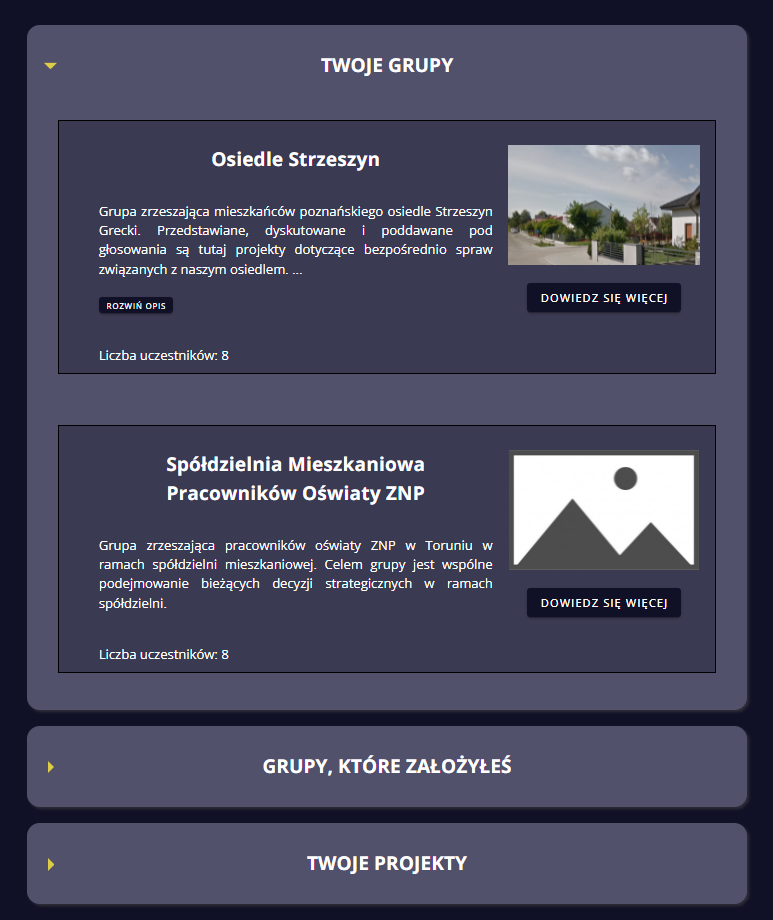 TWOJE GRUPY
Osiedle Strzeszyn
Grupa zrzeszająca mieszkańców poznańskiego osiedle Strzeszyn
Grecki. Przedstawiane, dyskutowane i poddawane pod
głosowania są tutaj projekty dotyczące bezpośrednio spraw
związanych z naszym osiedlem. ...
ROZWIŃ OPIS
Liczba uczestników: 8
DOWIEDZ SIĘ WIĘCEJ
Spółdzielnia Mieszkaniowa
Pracowników Oświaty ZNP
Grupa zrzeszająca pracowników oświaty ZNP w Toruniu w
ramach spółdzielni mieszkaniowej. Celem grupy jest wspólne
podejmowanie bieżących decyzji strategicznych w ramach
spółdzielni.
Liczba uczestników: 8
DOWIEDZ SIĘ WIĘCEJ
GRUPY, KTÓRE ZAŁOŻYŁEŚ
TWOJE PROJEKTY